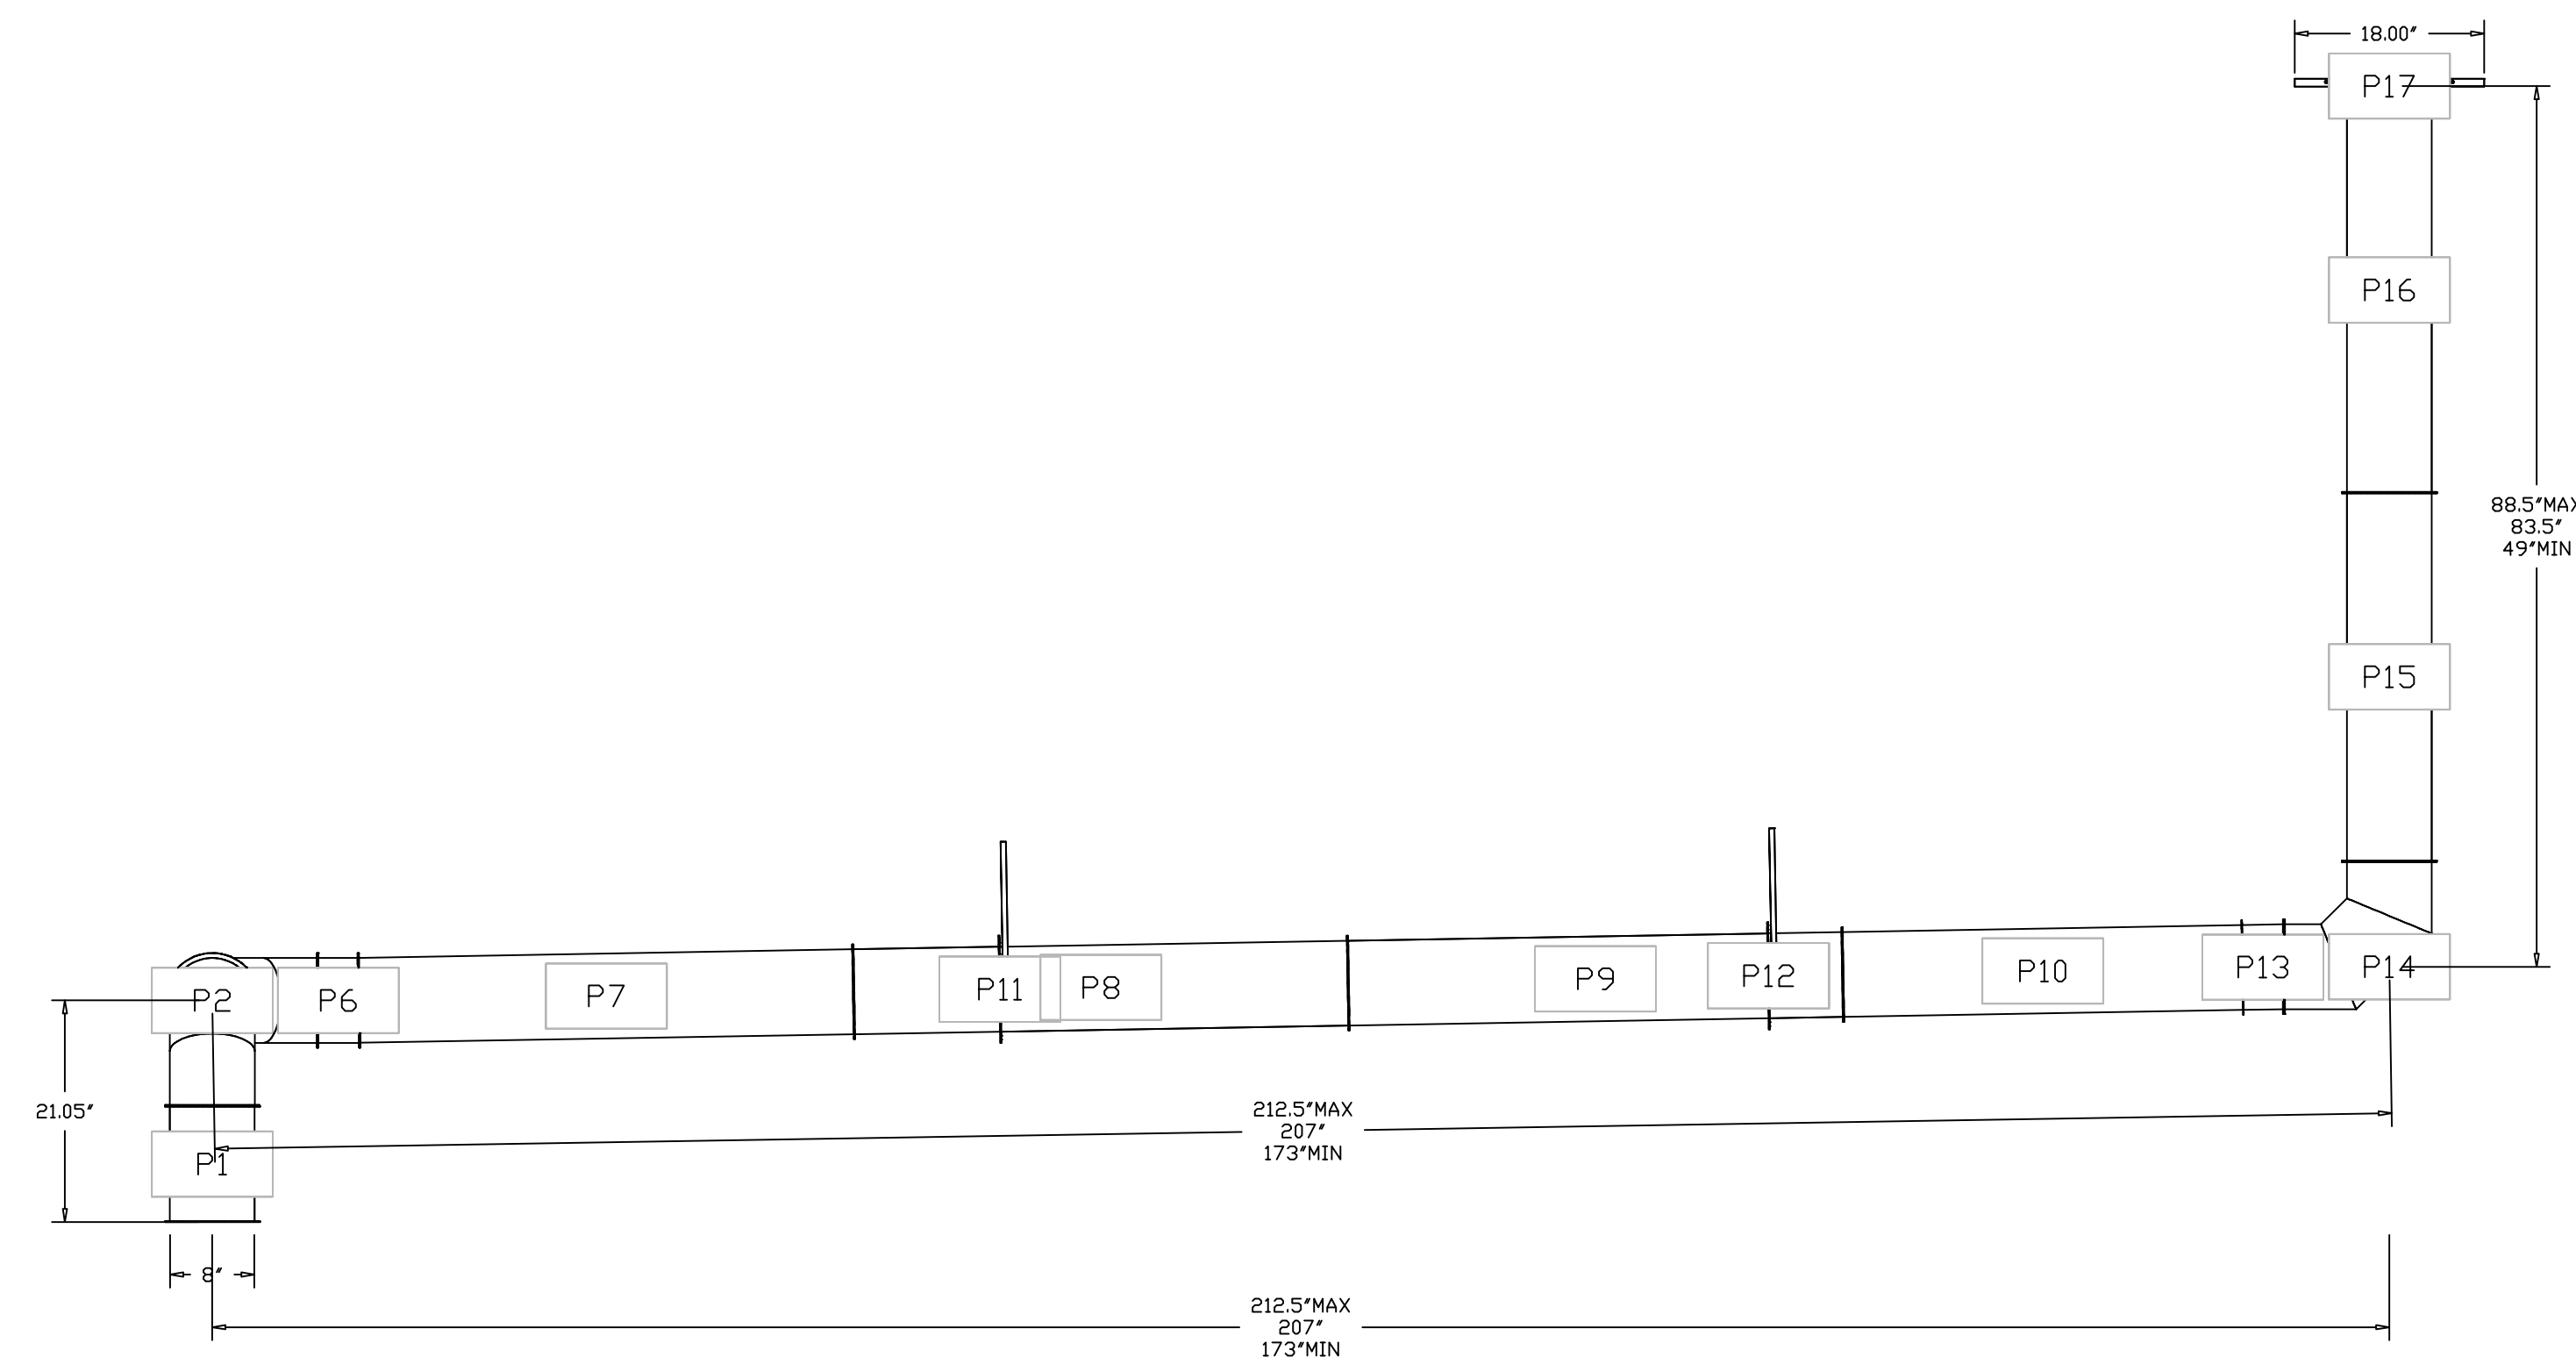 18.00"
P17
P16
88.5"MAX
83.5"
49"MIN
P15
P2
P6
P7
P11
P8
P9
P12
P10
P13
P14
21.05"
212.5"MAX
207"
173"MIN
P1
8"
212.5"MAX
207"
173"MIN